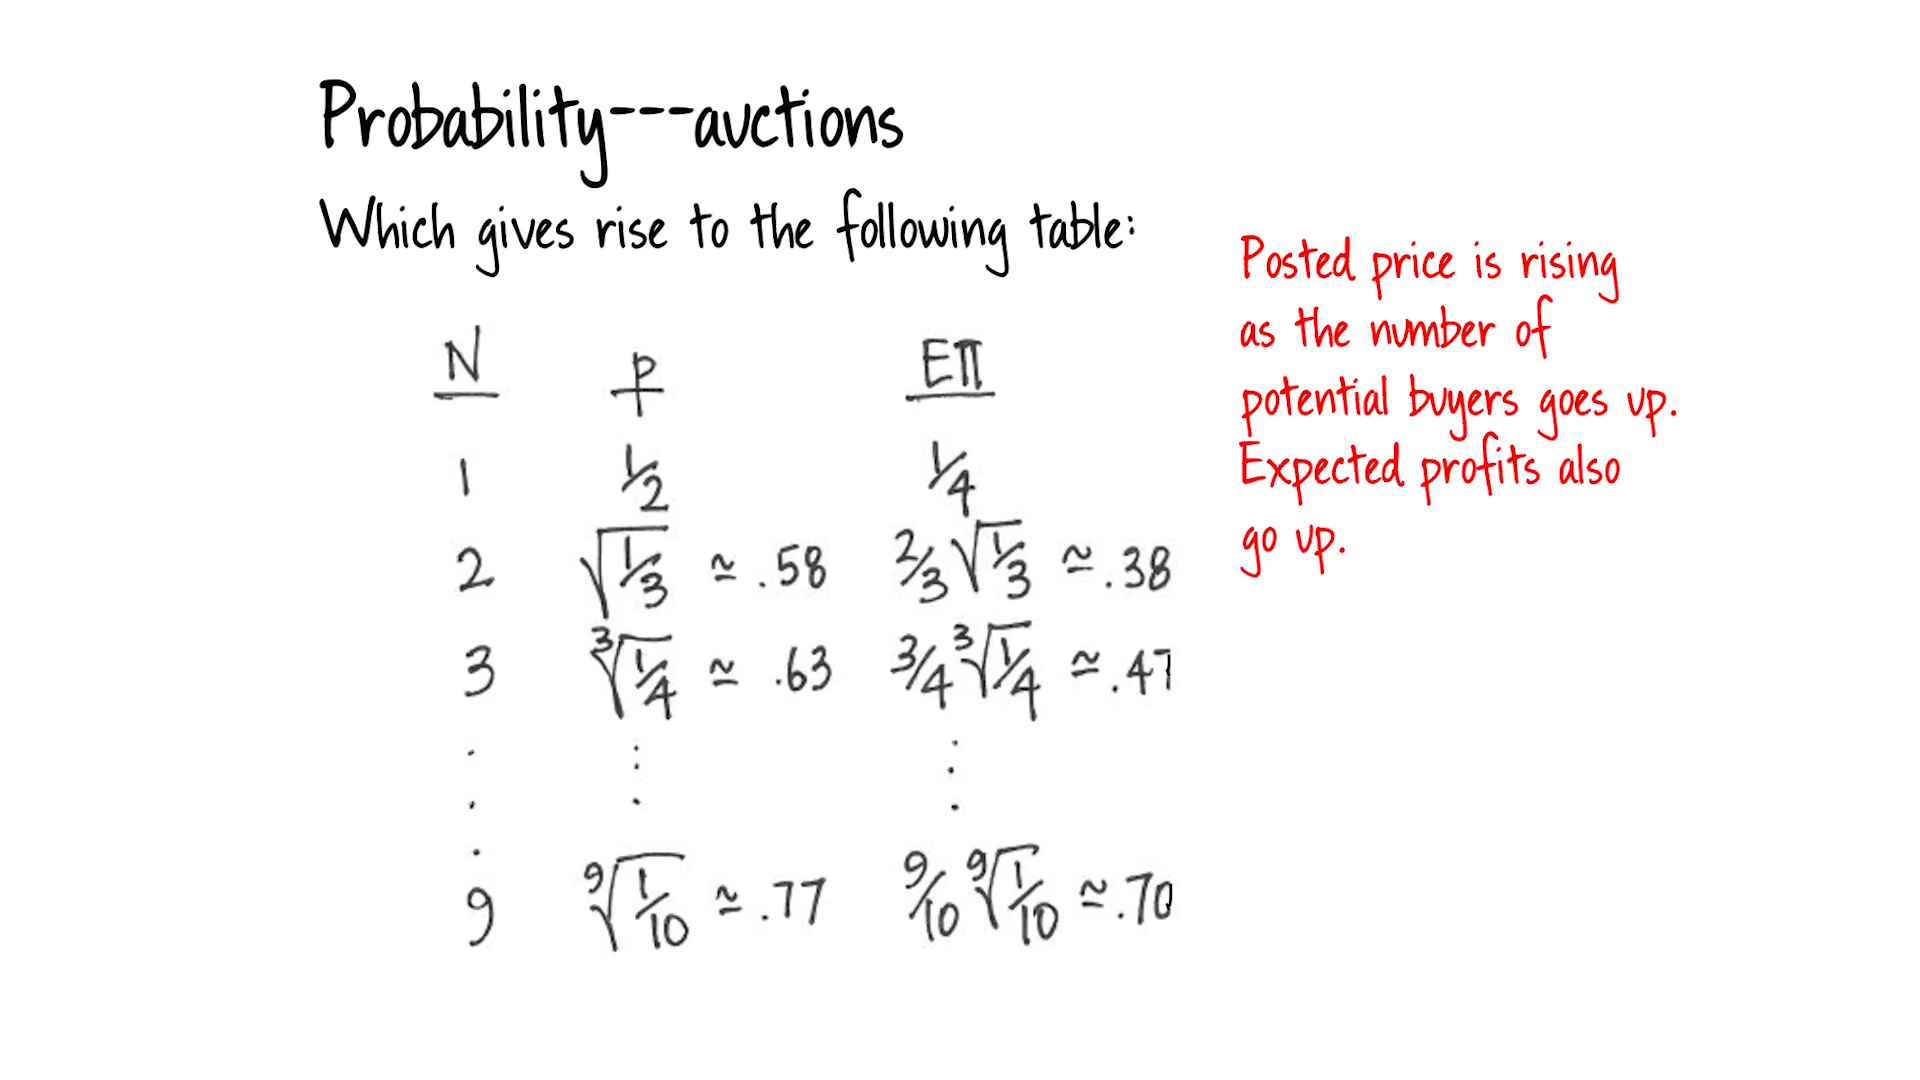 Probability---auctions
Which gives rise to the following table:
Posted price is rising
as the number of
potential buyers goes up.
Expected profits also
go up.
N p Eπ
1 1/2 1/4
2 √1/3 ≃ .58 2/3 √1/3 ≃ .38
3 ³√1/4 ≃ .63 3/4 ³√1/4 ≃ .47
. : :
. . .
.
9 ⁹√1/10 ≃ .77 9/10 ⁹√1/10 ≃ .70